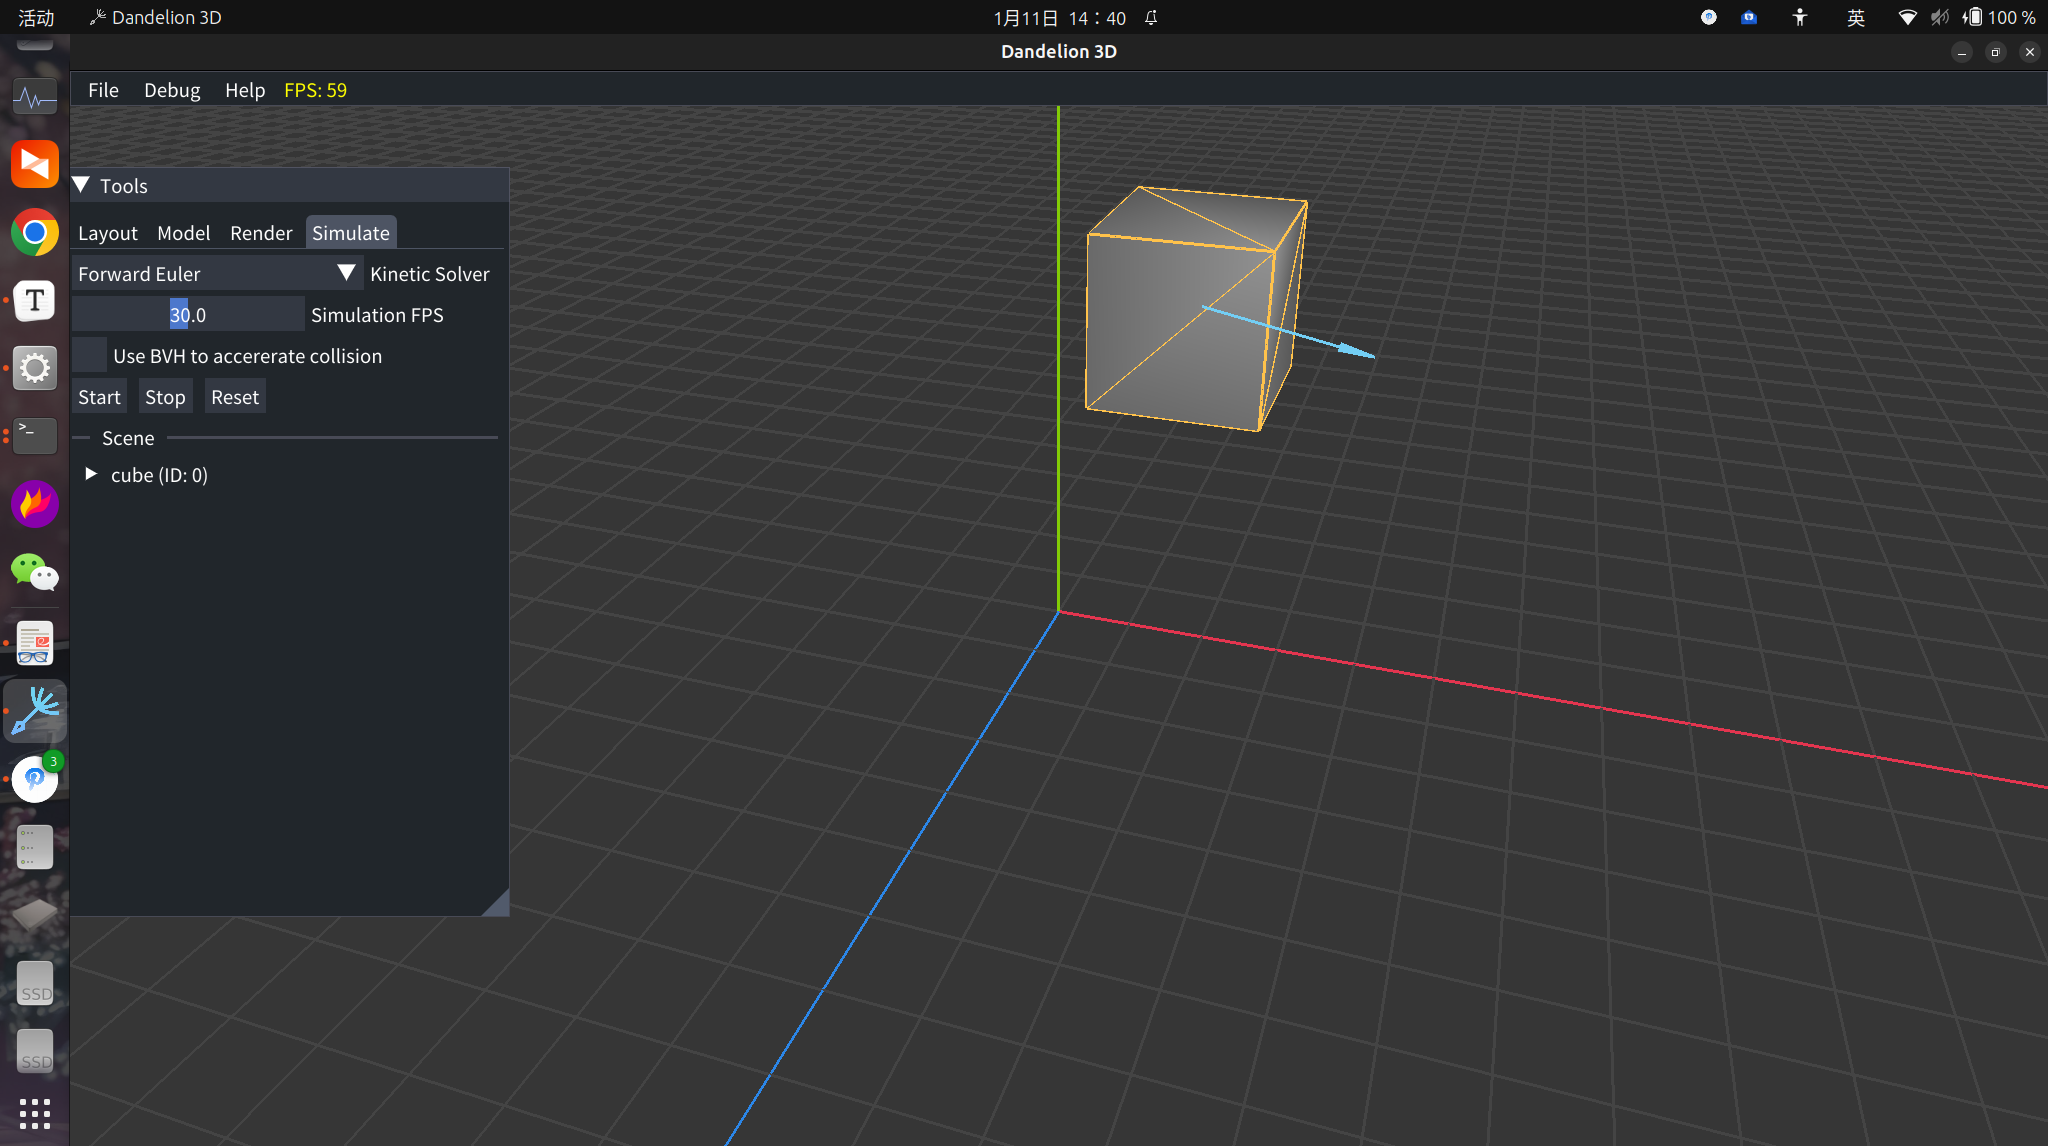 活动 Dandelion 3D 1月11日 14：40 英 100 %
Dandelion 3D
File Debug Help FPS: 59
Tools
Layout Model Render Simulate
Forward Euler Kinetic Solver
30.0 Simulation FPS
Use BVH to accererate collision
Start Stop Reset
Scene
cube (ID: 0)
T
>_
3
SSD
SSD